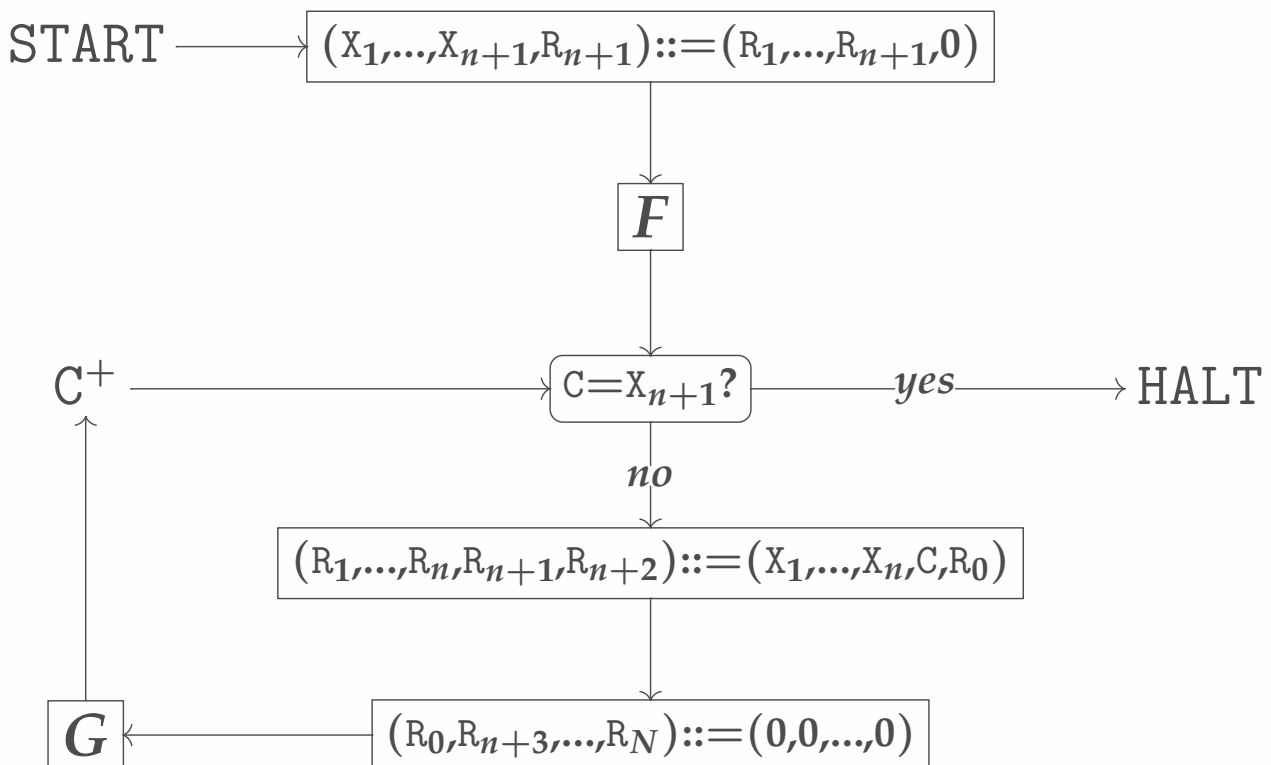 START (X₁,...,Xₙ₊₁,Rₙ₊₁)::=(R₁,...,Rₙ₊₁,0)
F
C⁺ C=Xₙ₊₁? yes HALT
no
(R₁,...,Rₙ,Rₙ₊₁,Rₙ₊₂)::=(X₁,...,Xₙ,C,R₀)
G (R₀,Rₙ₊₃,...,R_N)::=(0,0,...,0)